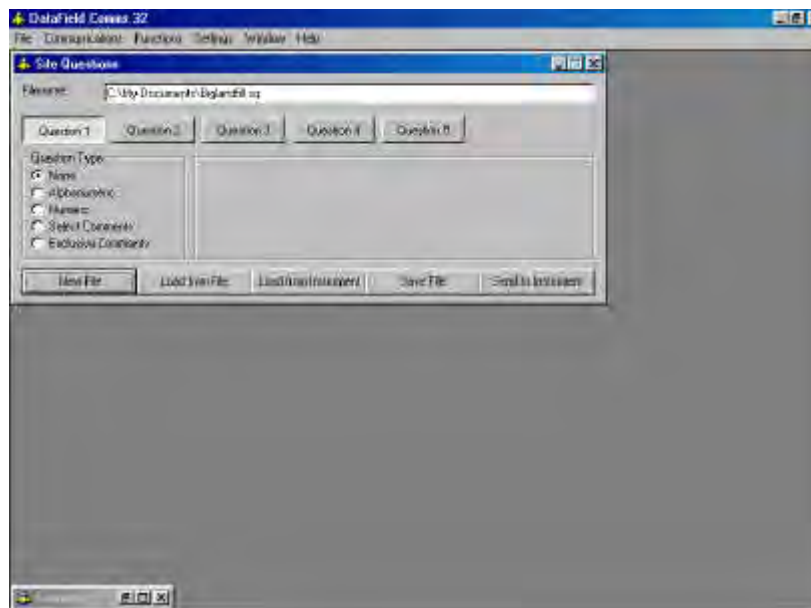 DataField Comms 32
File Communications Functions Settings Window Help
Site Questions
Filename: C:\My Documents\Biglandfill.sq
Question 1 Question 2 Question 3 Question 4 Question 5
Question Type
None
Alphanumeric
Numeric
Select Comments
Exclusive Comments
New File Load from File Load from Instrument Save File Send to Instrument